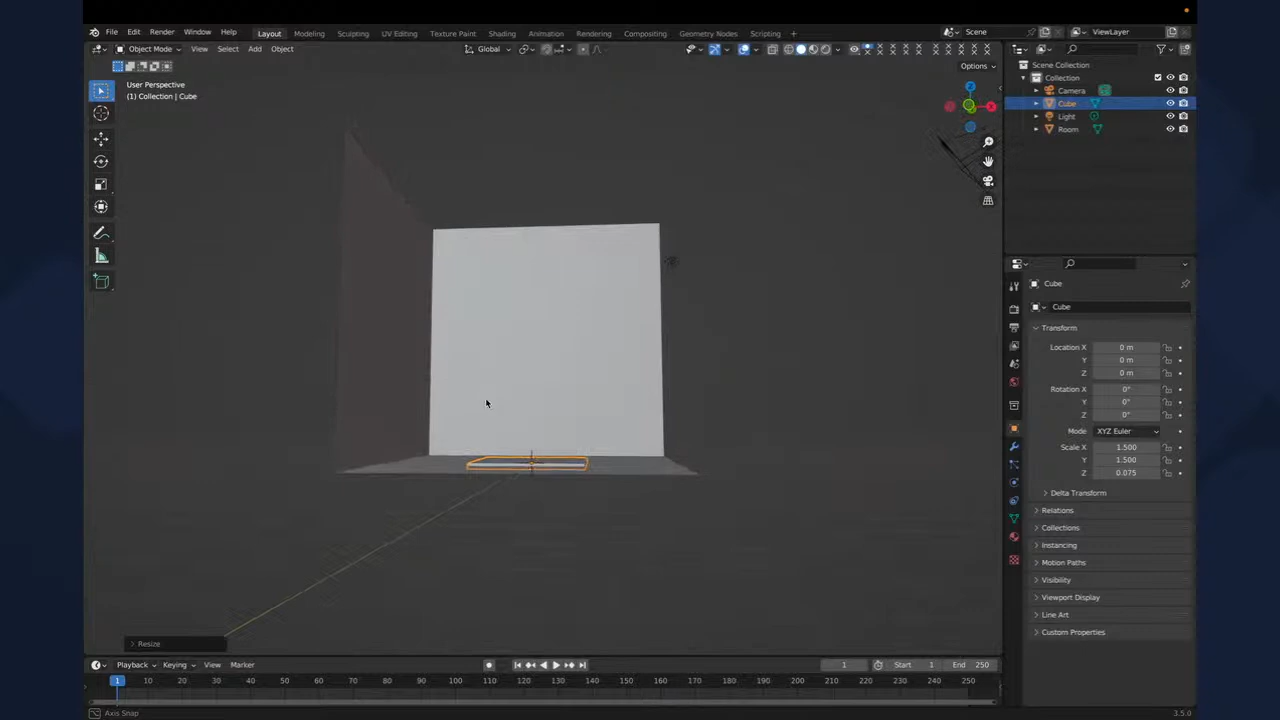 File Edit Render Window Help Layout Modeling Sculpting UV Editing Texture Paint Shading Animation Rendering Compositing Geometry Nodes Scripting Scene ViewLayer
Object Mode View Select Add Object Global
Options
User Perspective
(1) Collection | Cube
Scene Collection
Collection
Camera
Cube
Light
Room
Cube
Cube
Transform
Location X 0 m
Y 0 m
Z 0 m
Rotation X 0°
Y 0°
Z 0°
Mode XYZ Euler
Scale X 1.500
Y 1.500
Z 0.075
Delta Transform
Relations
Collections
Instancing
Motion Paths
Visibility
Viewport Display
Line Art
Custom Properties
Resize
Playback Keying View Marker 1 Start 1 End 250
1 10 20 30 40 50 60 70 80 90 100 110 120 130 140 150 160 170 180 190 200 210 220 230 240 250
Axis Snap 3.5.0